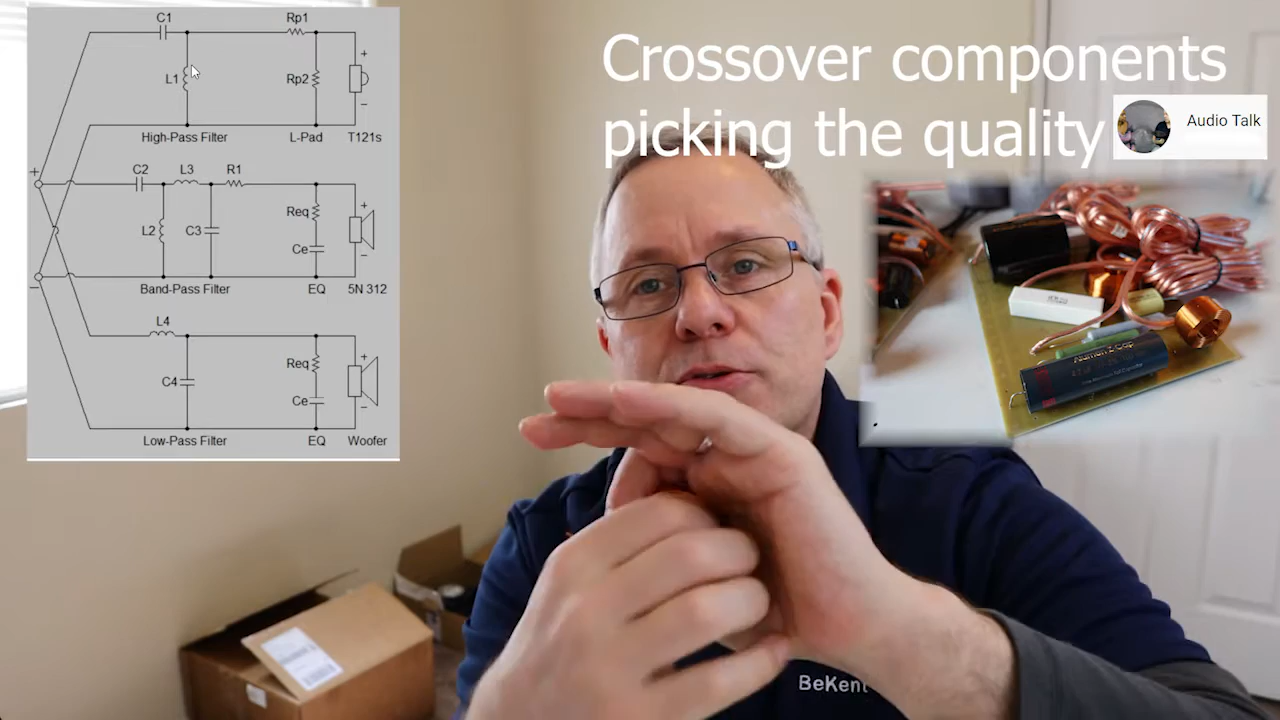 Crossover components
picking the quality
Audio Talk
C1
Rp1
L1
Rp2
High-Pass Filter
L-Pad
T121s
C2
L3
R1
L2
C3
Req
Ce
Band-Pass Filter
EQ
5N 312
L4
C4
Req
Ce
Low-Pass Filter
EQ
Woofer
+
−
+
−
+
−
+
−
BeKent